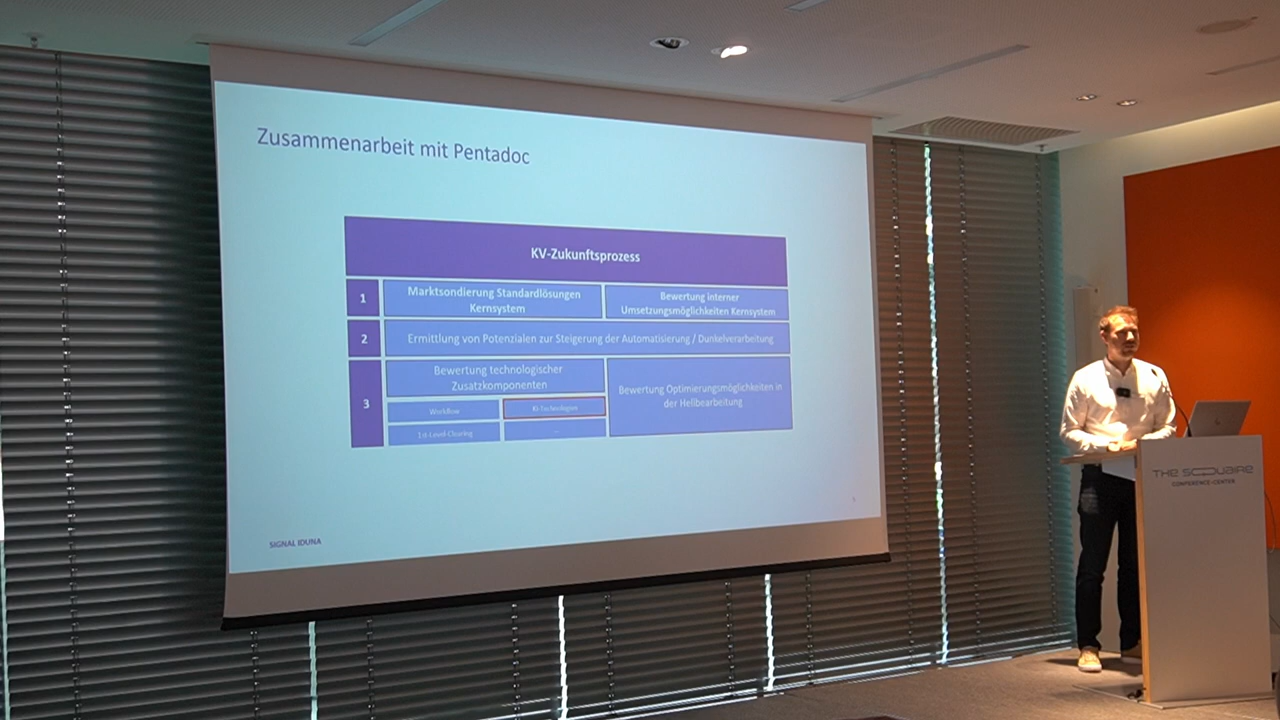 Zusammenarbeit mit Pentadoc
KV-Zukunftsprozess
1
Marktsondierung Standardlösungen
Kernsystem
Bewertung interner
Umsetzungsmöglichkeiten Kernsystem
2
Ermittlung von Potenzialen zur Steigerung der Automatisierung / Dunkelverarbeitung
3
Bewertung technologischer
Zusatzkomponenten
Workflow
KI-Technologien
1st-Level-Clearing
...
Bewertung Optimierungsmöglichkeiten in
der Hellbearbeitung
SIGNAL IDUNA
THE SQUAIRE
CONFERENCE-CENTER